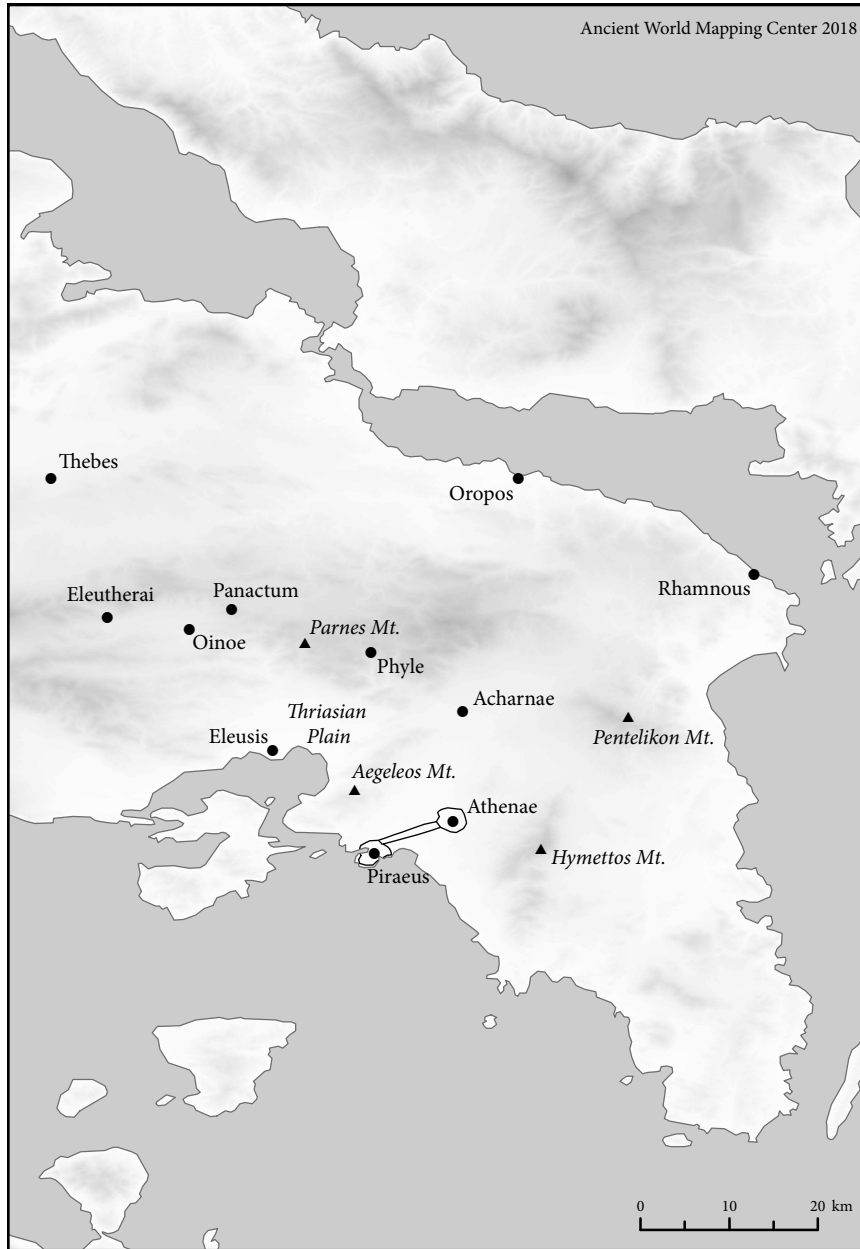 Ancient World Mapping Center 2018
Thebes
Oropos
Rhamnous
Eleutherai
Panactum
Oinoe
Parnes Mt.
Phyle
Acharnae
Thriasian
Plain
Eleusis
Pentelikon Mt.
Aegeleos Mt.
Athenae
Hymettos Mt.
Piraeus
0 10 20 km